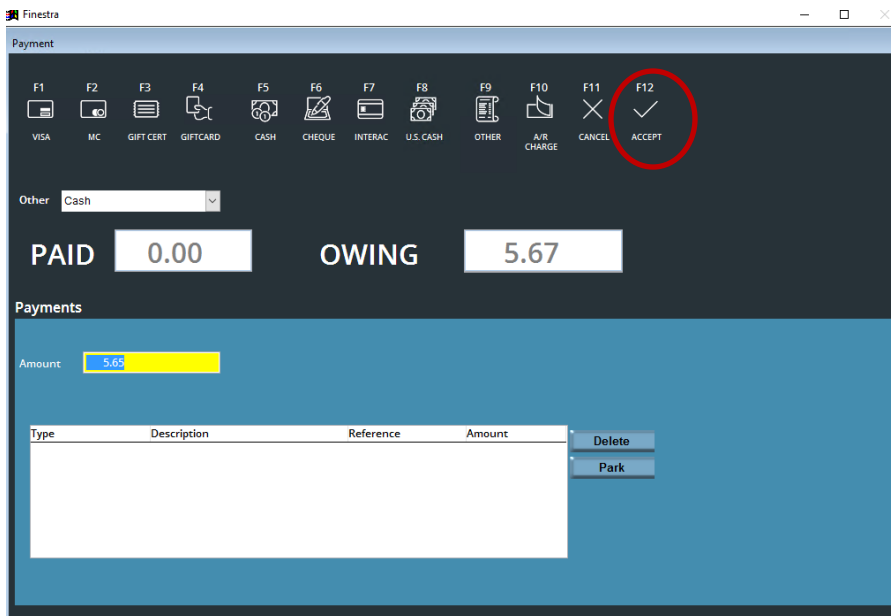 Finestra
Payment
F1 F2 F3 F4 F5 F6 F7 F8 F9 F10 F11 F12
VISA MC GIFT CERT GIFTCARD CASH CHEQUE INTERAC U.S. CASH OTHER A/R CANCEL ACCEPT
CHARGE
Other Cash
PAID 0.00 OWING 5.67
Payments
Amount 5.65
Type Description Reference Amount
Delete
Park